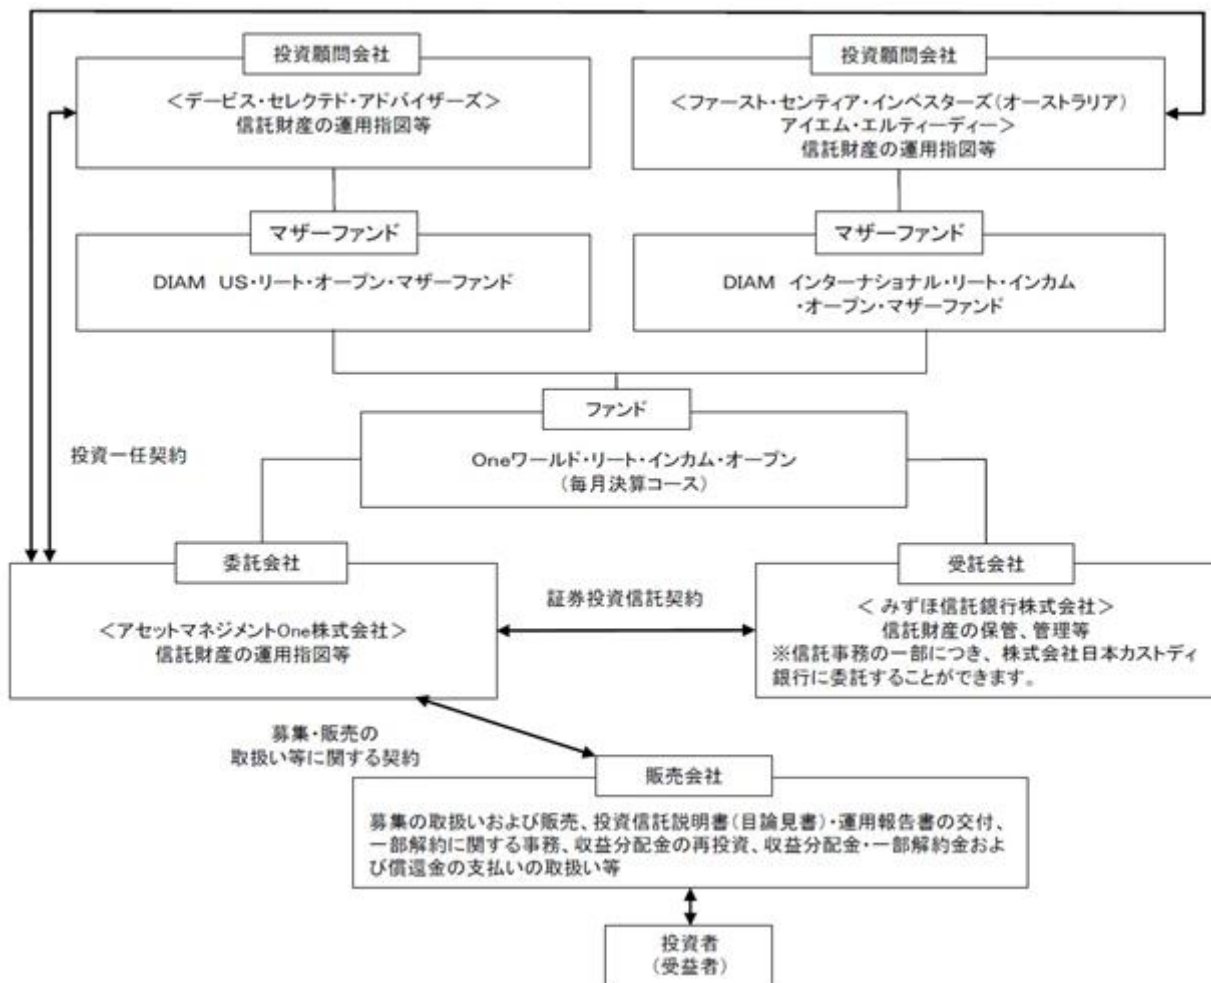 投資顧問会社
<デービス・セレクテド・アドバイザーズ>
信託財産の運用指図等
投資顧問会社
<ファースト・センティア・インベスターズ(オーストラリア)
アイエム・エルティーディー>
信託財産の運用指図等
マザーファンド
DIAM US・リート・オープン・マザーファンド
マザーファンド
DIAM インターナショナル・リート・インカム
・オープン・マザーファンド
ファンド
Oneワールド・リート・インカム・オープン
(毎月決算コース)
投資一任契約
委託会社
<アセットマネジメントOne株式会社>
信託財産の運用指図等
証券投資信託契約
受託会社
< みずほ信託銀行株式会社>
信託財産の保管、管理等
※信託事務の一部につき、株式会社日本カストディ
銀行に委託することができます。
募集・販売の
取扱い等に関する契約
販売会社
募集の取扱いおよび販売、投資信託説明書(目論見書)・運用報告書の交付、
一部解約に関する事務、収益分配金の再投資、収益分配金・一部解約金およ
び償還金の支払いの取扱い等
投資者
(受益者)